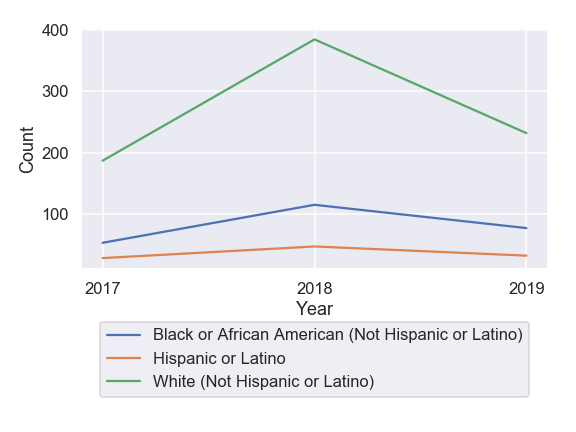 400
300
200
100
Count
2017 2018 2019
Year
Black or African American (Not Hispanic or Latino)
Hispanic or Latino
White (Not Hispanic or Latino)